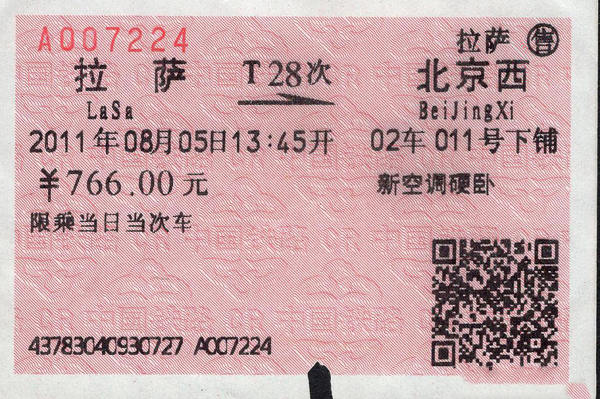 A007224
拉萨 售
拉 萨 T28次 北京西
LaSa BeiJingXi
2011年08月05日13:45开 02车 011号下铺
¥766.00元 新空调硬卧
限乘当日当次车
43783040930727 A007224